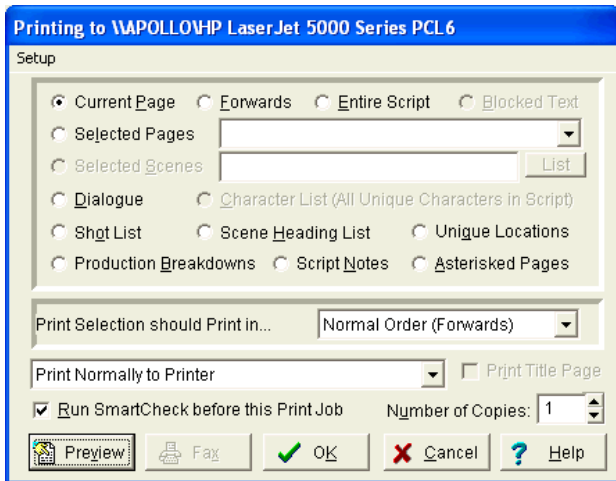 Printing to \\APOLLO\HP LaserJet 5000 Series PCL6
Setup
Current Page Forwards Entire Script Blocked Text
Selected Pages
Selected Scenes List
Dialogue Character List (All Unique Characters in Script)
Shot List Scene Heading List Unique Locations
Production Breakdowns Script Notes Asterisked Pages
Print Selection should Print in... Normal Order (Forwards)
Print Normally to Printer Print Title Page
Run SmartCheck before this Print Job Number of Copies: 1
Preview Fax OK Cancel Help